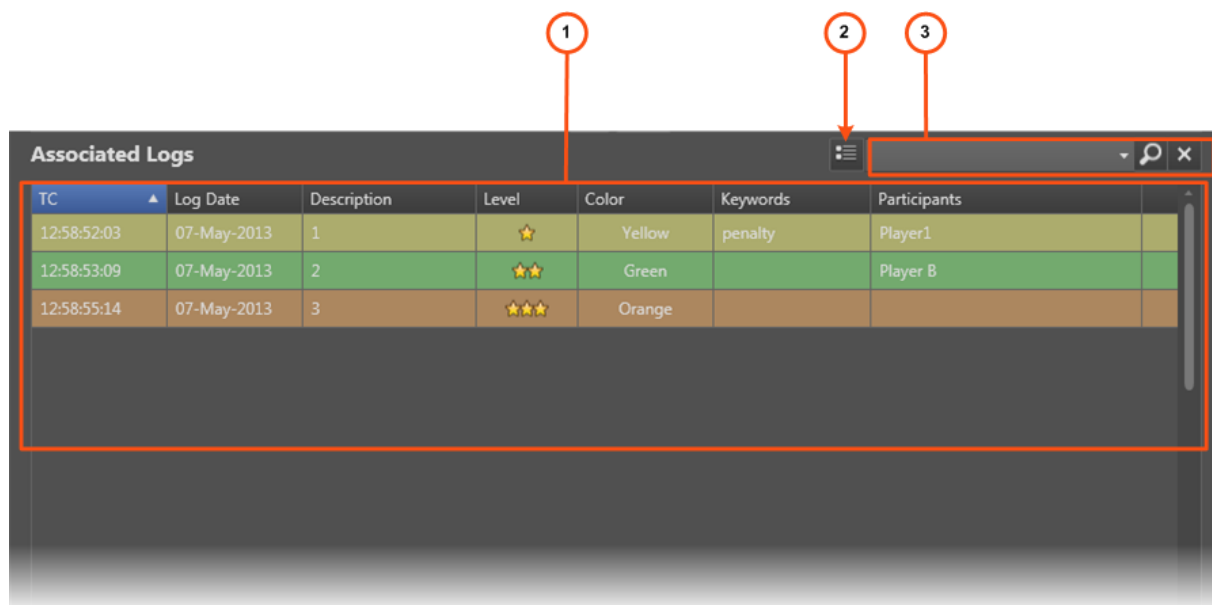 1 2 3
Associated Logs
TC Log Date Description Level Color Keywords Participants
12:58:52:03 07-May-2013 1 Yellow penalty Player1
12:58:53:09 07-May-2013 2 Green Player B
12:58:55:14 07-May-2013 3 Orange